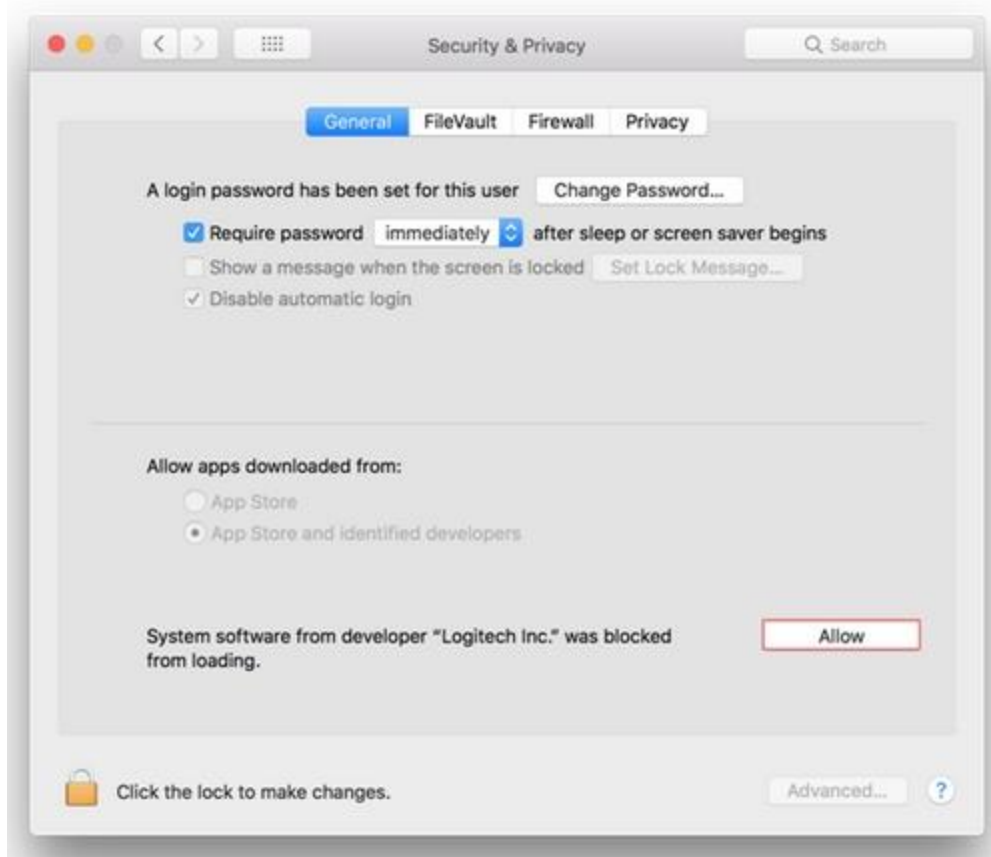 Security & Privacy
Search
General FileVault Firewall Privacy
A login password has been set for this user Change Password...
Require password immediately after sleep or screen saver begins
Show a message when the screen is locked Set Lock Message...
Disable automatic login
Allow apps downloaded from:
App Store
App Store and identified developers
System software from developer “Logitech Inc.” was blocked
from loading.
Allow
Click the lock to make changes.
Advanced... ?